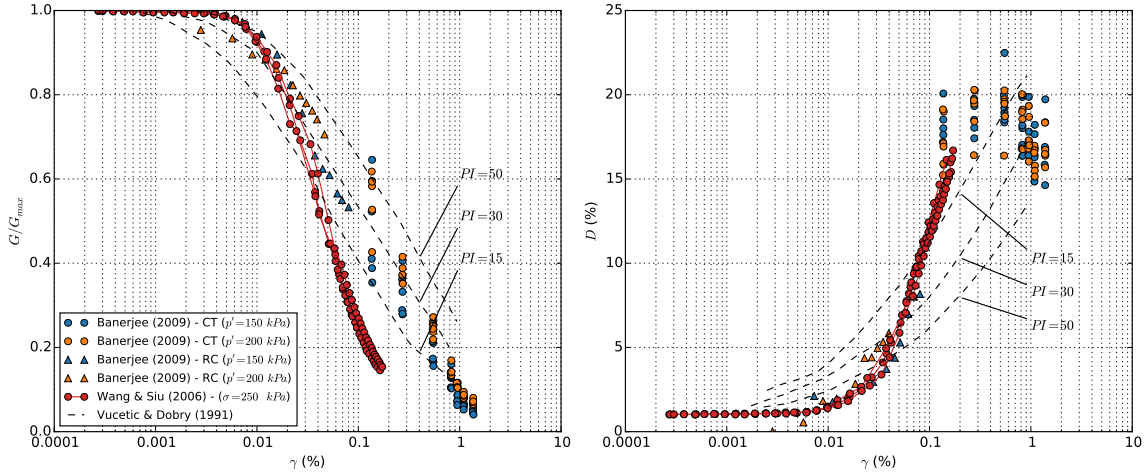 1.0
0.8
0.6
0.4
0.2
0.0
G/G_max
0.0001
0.001
0.01
0.1
1
10
γ (%)
PI=50
PI=30
PI=15
Banerjee (2009) - CT (p′=150 kPa)
Banerjee (2009) - CT (p′=200 kPa)
Banerjee (2009) - RC (p′=150 kPa)
Banerjee (2009) - RC (p′=200 kPa)
Wang & Siu (2006) - (σ=250 kPa)
Vucetic & Dobry (1991)
25
20
15
10
5
0
D (%)
0.0001
0.001
0.01
0.1
1
10
γ (%)
PI=15
PI=30
PI=50